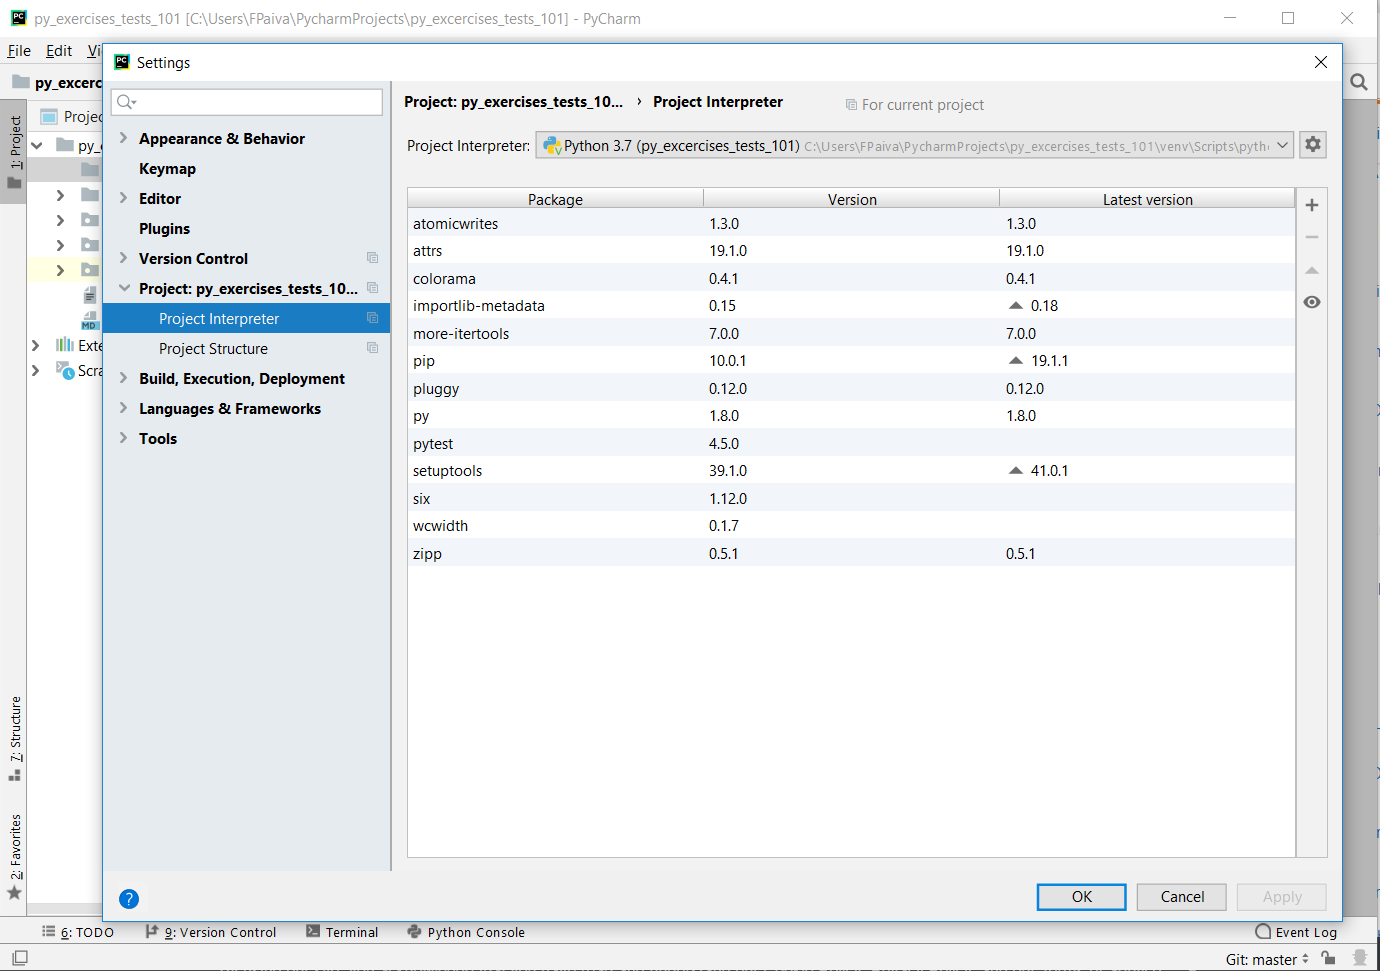 py_exercises_tests_101 [C:\Users\FPaiva\PycharmProjects\py_excercises_tests_101] - PyCharm
File Edit Vi
Settings
py_excerc
Project: py_exercises_tests_10... › Project Interpreter
For current project
1: Project
Projec
py_
Exte
Scra
MD
7: Structure
2: Favorites
Appearance & Behavior
Keymap
Editor
Plugins
Version Control
Project: py_exercises_tests_10...
Project Interpreter
Project Structure
Build, Execution, Deployment
Languages & Frameworks
Tools
Project Interpreter: Python 3.7 (py_excercises_tests_101) C:\Users\FPaiva\PycharmProjects\py_excercises_tests_101\venv\Scripts\pyth
Package Version Latest version
atomicwrites 1.3.0 1.3.0
attrs 19.1.0 19.1.0
colorama 0.4.1 0.4.1
importlib-metadata 0.15 0.18
more-itertools 7.0.0 7.0.0
pip 10.0.1 19.1.1
pluggy 0.12.0 0.12.0
py 1.8.0 1.8.0
pytest 4.5.0
setuptools 39.1.0 41.0.1
six 1.12.0
wcwidth 0.1.7
zipp 0.5.1 0.5.1
?
OK Cancel Apply
6: TODO 9: Version Control Terminal Python Console Event Log
Git: master